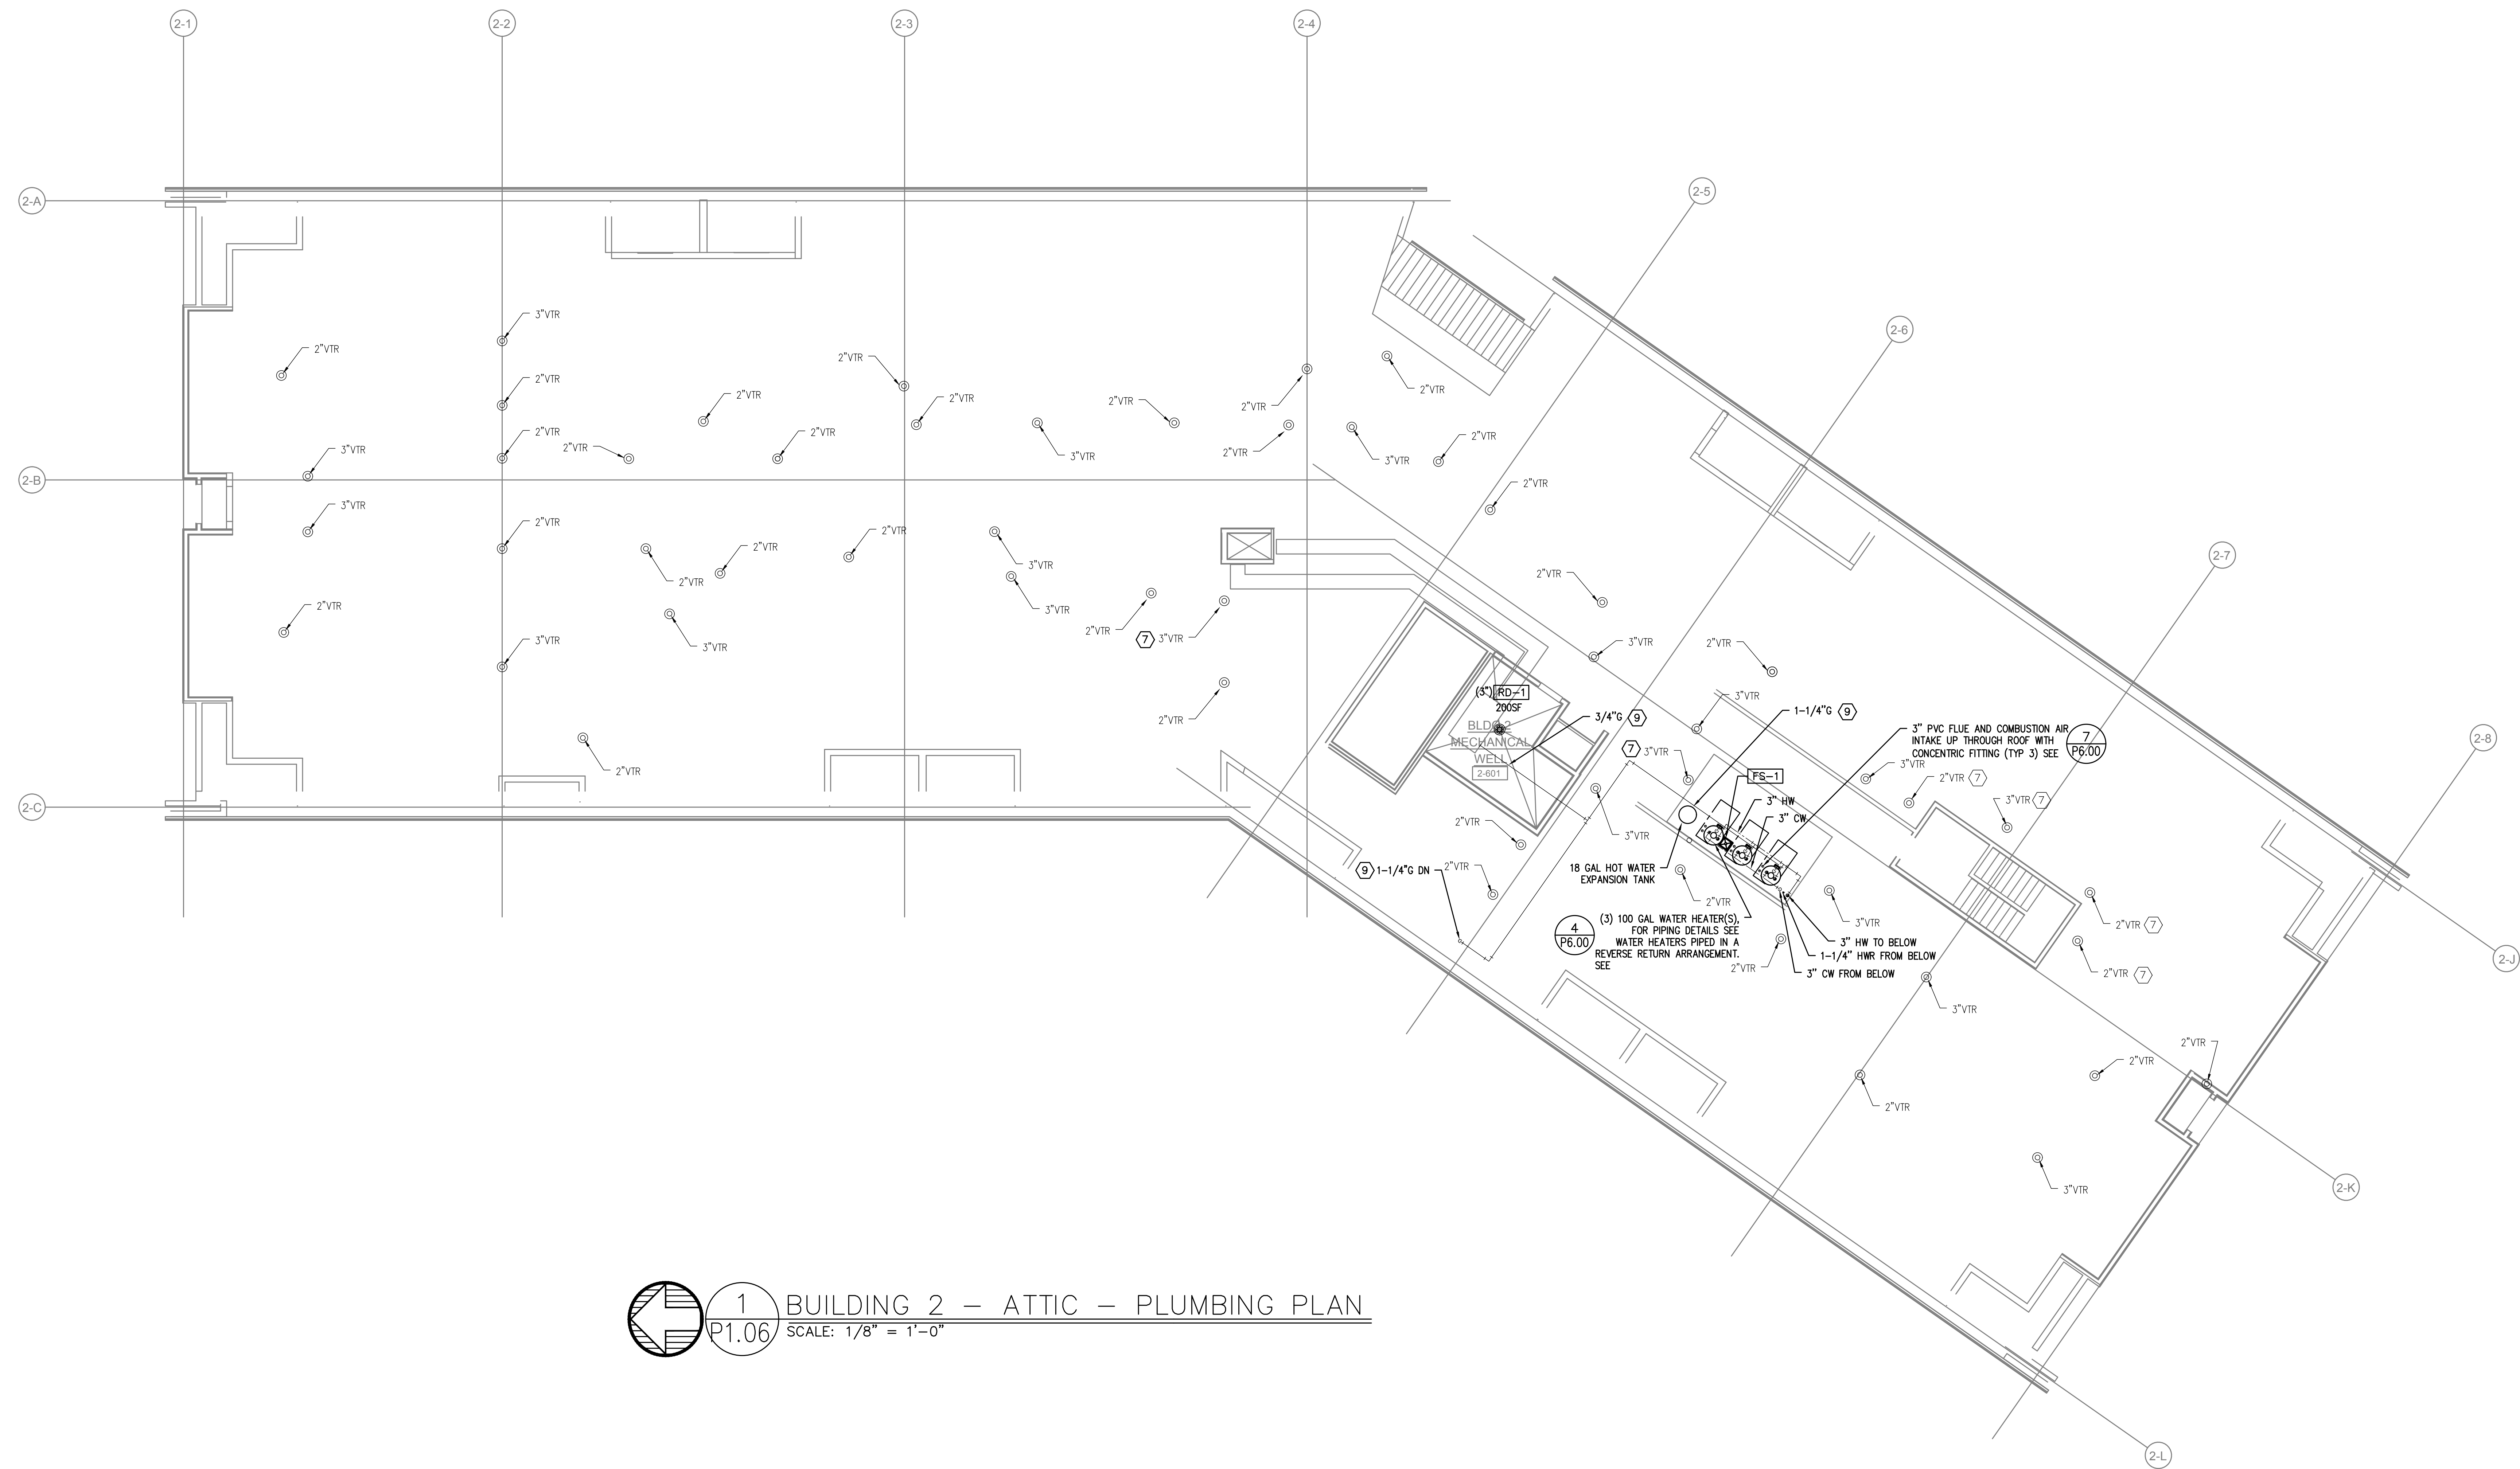 2-1
2-2
2-3
2-4
2-A
2-5
2-6
3"VTR
2"VTR
2"VTR
2"VTR
2"VTR
2"VTR
2"VTR
2"VTR
2"VTR
2"VTR
2"VTR
2"VTR
2"VTR
2"VTR
2"VTR
3"VTR
3"VTR
3"VTR
2-B
2"VTR
3"VTR
2"VTR
2"VTR
2-7
2"VTR
3"VTR
2"VTR
2"VTR
2"VTR
3"VTR
2"VTR
7
3"VTR
3"VTR
3"VTR
3"VTR
2"VTR
2"VTR
2"VTR
3"VTR
(3") RD-1
200SF
BLDG 2
MECHANICAL
WELL
2-601
3/4"G 9
1-1/4"G 9
3" PVC FLUE AND COMBUSTION AIR
INTAKE UP THROUGH ROOF WITH
CONCENTRIC FITTING (TYP 3) SEE
7
P6.00
2-8
7 3"VTR
3"VTR
FS-1
2"VTR 7
3" HW
3"VTR 7
3" CW
2-C
2"VTR
3"VTR
9 1-1/4"G DN
2"VTR
18 GAL HOT WATER
EXPANSION TANK
2"VTR
3"VTR
2"VTR 7
4
P6.00
(3) 100 GAL WATER HEATER(S),
FOR PIPING DETAILS SEE
WATER HEATERS PIPED IN A
REVERSE RETURN ARRANGEMENT.
SEE
3" HW TO BELOW
1-1/4" HWR FROM BELOW
3" CW FROM BELOW
2"VTR
2"VTR 7
2-J
3"VTR
2"VTR
2"VTR
2"VTR
3"VTR
2-K
1
P1.06
BUILDING 2 - ATTIC - PLUMBING PLAN
SCALE: 1/8" = 1'-0"
2-L